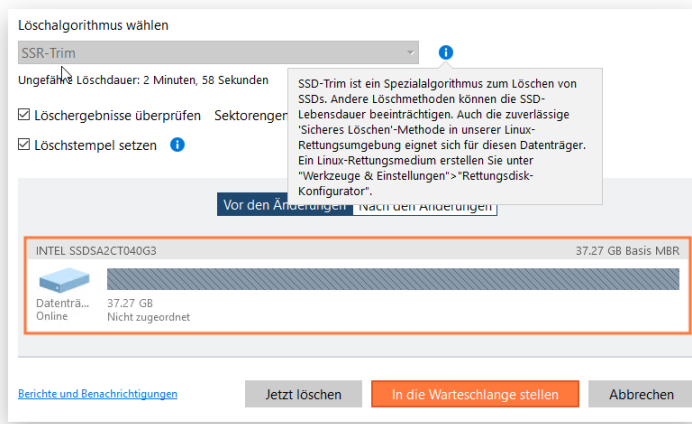 Löschalgorithmus wählen
SSR-Trim
Ungefähre Löschdauer: 2 Minuten, 58 Sekunden
SSD-Trim ist ein Spezialalgorithmus zum Löschen von
SSDs. Andere Löschmethoden können die SSD-
Lebensdauer beeinträchtigen. Auch die zuverlässige
'Sicheres Löschen'-Methode in unserer Linux-
Rettungsumgebung eignet sich für diesen Datenträger.
Ein Linux-Rettungsmedium erstellen Sie unter
"Werkzeuge & Einstellungen">"Rettungsdisk-
Konfigurator".
Löschergebnisse überprüfen Sektorengen
Löschstempel setzen
Vor den Änderungen Nach den Änderungen
INTEL SSDSA2CT040G3 37.27 GB Basis MBR
Datenträ... 37.27 GB
Online Nicht zugeordnet
Berichte und Benachrichtigungen Jetzt löschen In die Warteschlange stellen Abbrechen